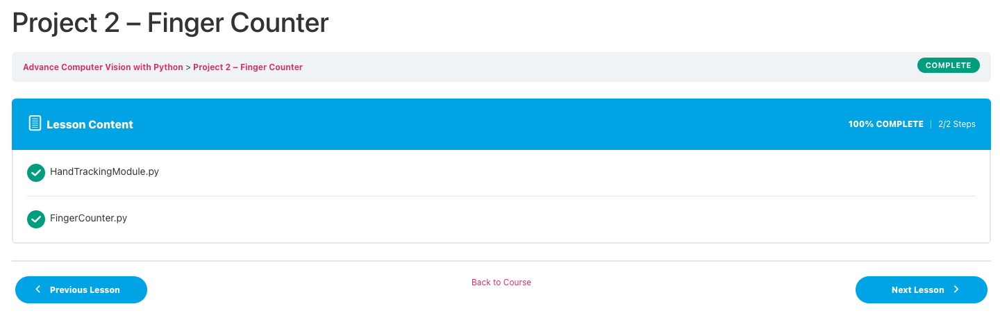 Project 2 – Finger Counter
Advance Computer Vision with Python > Project 2 – Finger Counter
COMPLETE
Lesson Content
100% COMPLETE | 2/2 Steps
HandTrackingModule.py
FingerCounter.py
Previous Lesson
Back to Course
Next Lesson